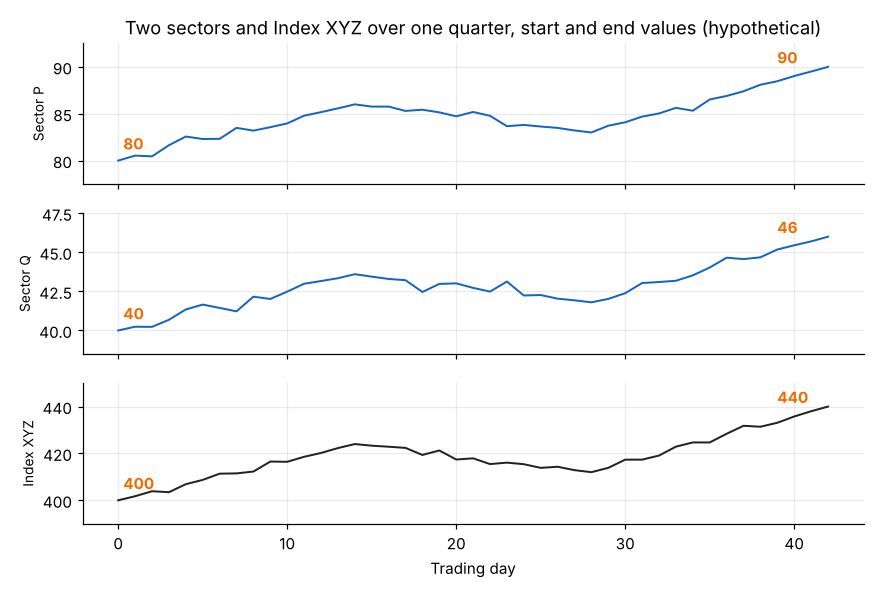 Two sectors and Index XYZ over one quarter, start and end values (hypothetical)
Sector P
90
85
80
80
90
Sector Q
47.5
45.0
42.5
40.0
40
46
Index XYZ
440
420
400
400
440
0 10 20 30 40
Trading day